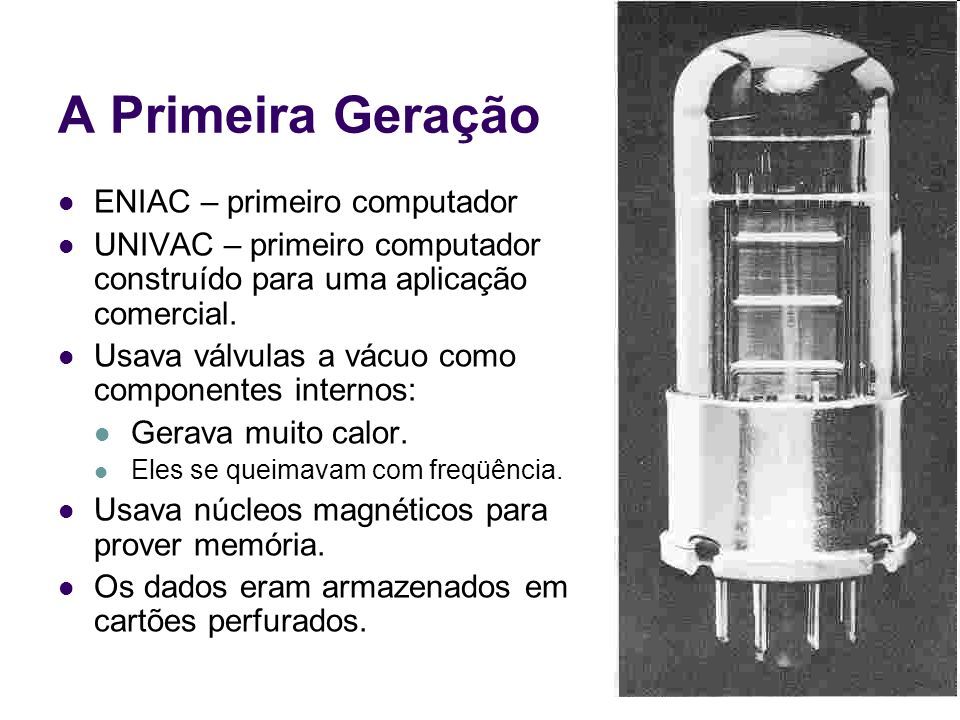 A Primeira Geração
ENIAC – primeiro computador
UNIVAC – primeiro computador
construído para uma aplicação
comercial.
Usava válvulas a vácuo como
componentes internos:
Gerava muito calor.
Eles se queimavam com freqüência.
Usava núcleos magnéticos para
prover memória.
Os dados eram armazenados em
cartões perfurados.